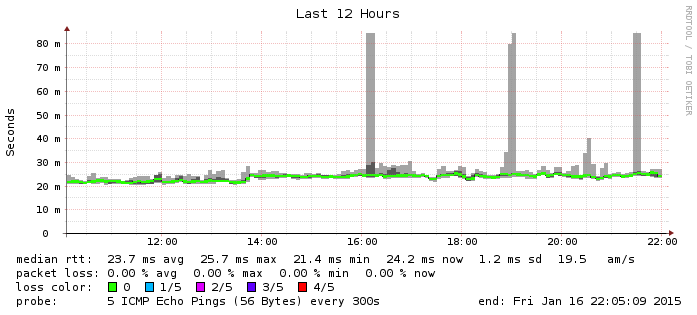 Last 12 Hours
RRDTOOL / TOBI OETIKER
Seconds
80 m
70 m
60 m
50 m
40 m
30 m
20 m
10 m
0
12:00 14:00 16:00 18:00 20:00 22:00
median rtt: 23.7 ms avg 25.7 ms max 21.4 ms min 24.2 ms now 1.2 ms sd 19.5 am/s
packet loss: 0.00 % avg 0.00 % max 0.00 % min 0.00 % now
loss color: 0 1/5 2/5 3/5 4/5
probe: 5 ICMP Echo Pings (56 Bytes) every 300s end: Fri Jan 16 22:05:09 2015